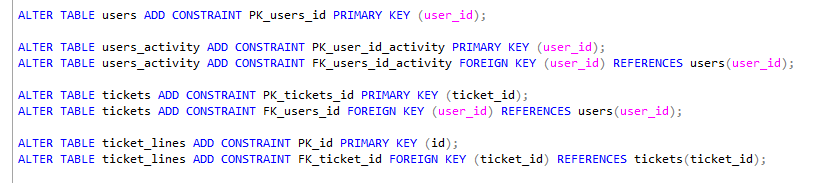 ALTER TABLE users ADD CONSTRAINT PK_users_id PRIMARY KEY (user_id);
ALTER TABLE users_activity ADD CONSTRAINT PK_user_id_activity PRIMARY KEY (user_id);
ALTER TABLE users_activity ADD CONSTRAINT FK_users_id_activity FOREIGN KEY (user_id) REFERENCES users(user_id);
ALTER TABLE tickets ADD CONSTRAINT PK_tickets_id PRIMARY KEY (ticket_id);
ALTER TABLE tickets ADD CONSTRAINT FK_users_id FOREIGN KEY (user_id) REFERENCES users(user_id);
ALTER TABLE ticket_lines ADD CONSTRAINT PK_id PRIMARY KEY (id);
ALTER TABLE ticket_lines ADD CONSTRAINT FK_ticket_id FOREIGN KEY (ticket_id) REFERENCES tickets(ticket_id);